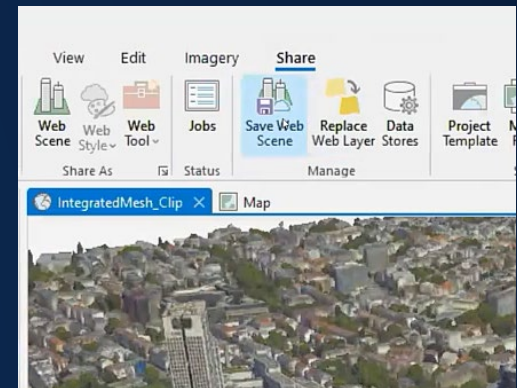 View Edit Imagery Share
Web Scene
Web Style
Web Tool
Jobs
Save Web Scene
Replace Web Layer
Data Stores
Project Template
Share As Status Manage
IntegratedMesh_Clip Map